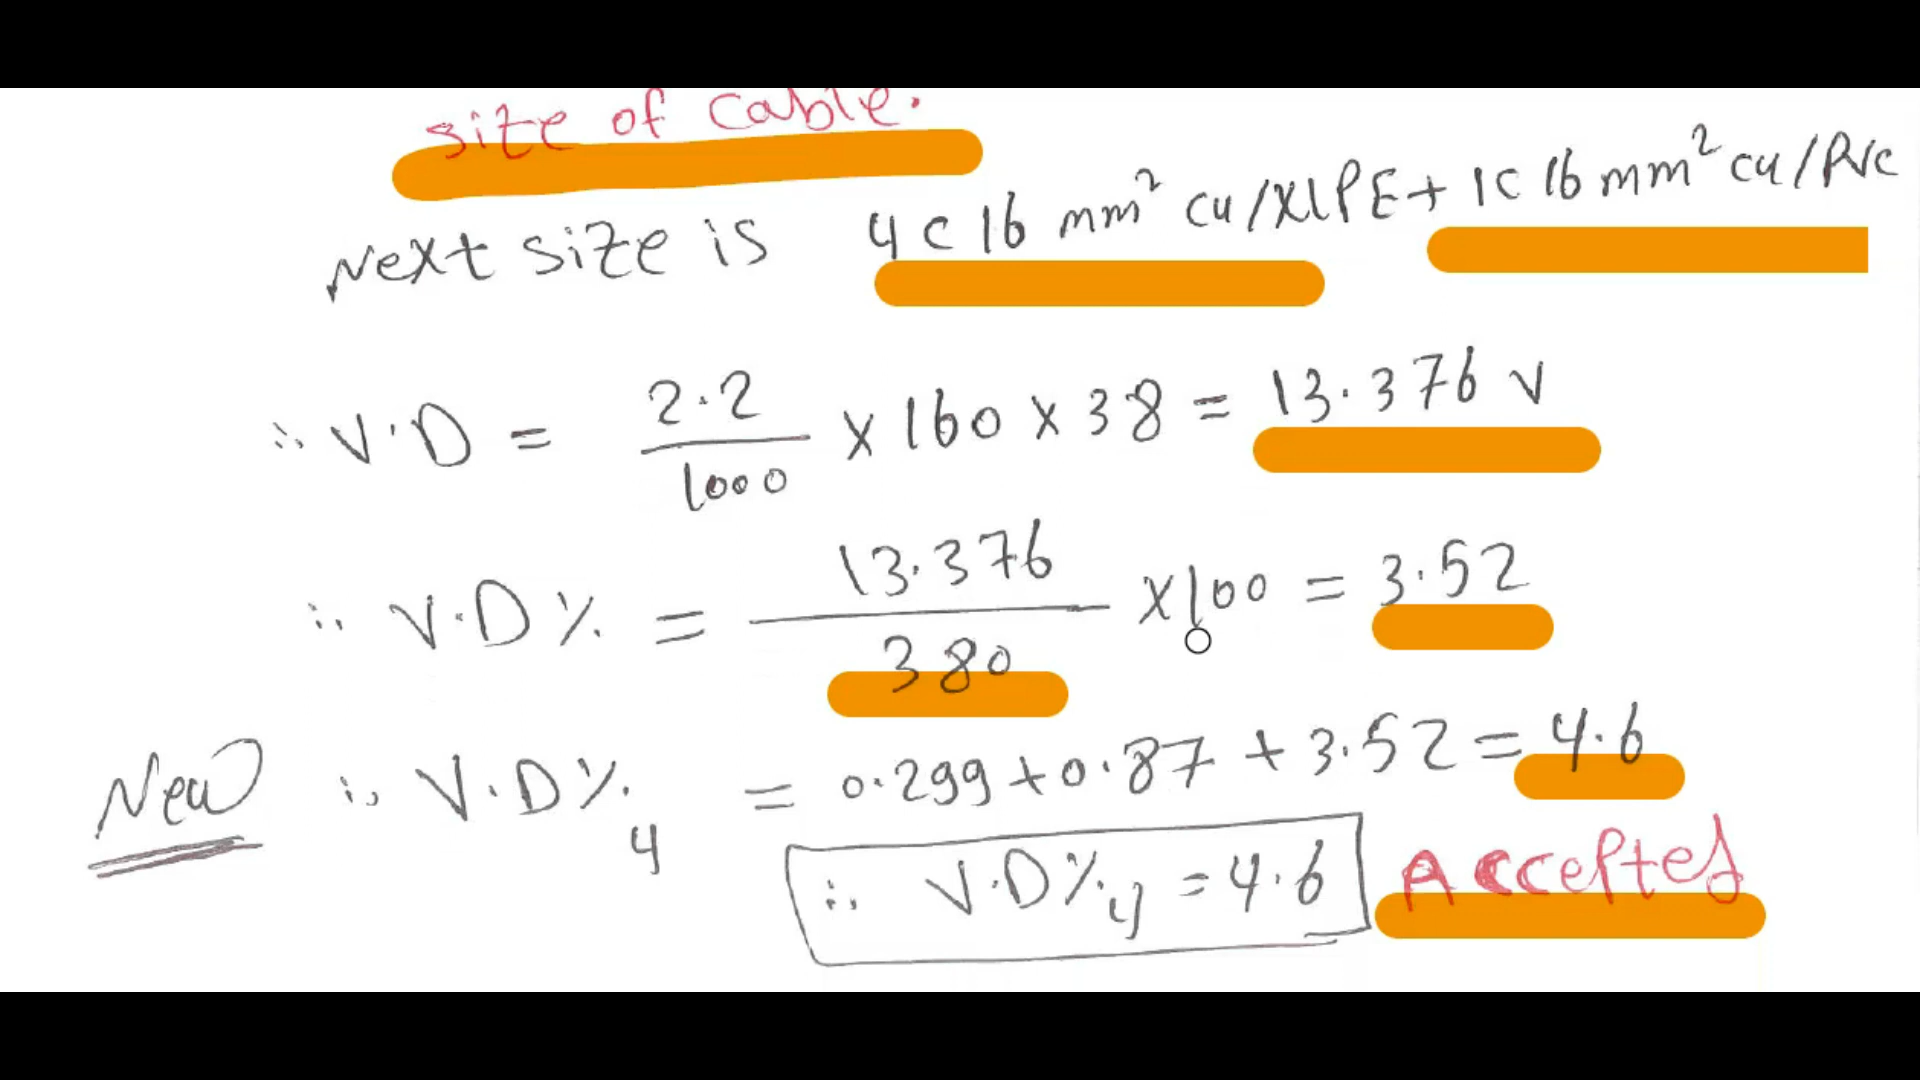 size of cable.
Next size is 4C 16 mm² cu/XLPE + 1C 16 mm² cu/PVC
∴ V.D = 2.2/1000 x 160 x 38 = 13.376 V
∴ V.D % = 13.376/380 x100 = 3.52
New ∴ V.D%4 = 0.299+0.87 + 3.52 = 4.6
∴ V.D%4 = 4.6 Accepted